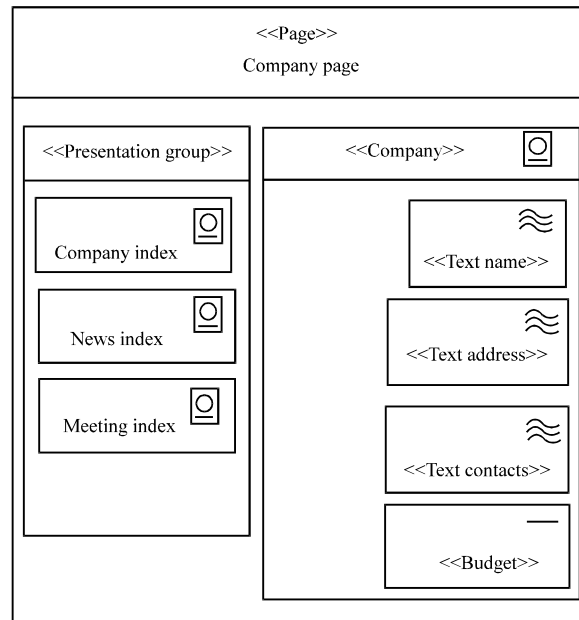 <<Page>>
Company page
<<Presentation group>>
Company index
News index
Meeting index
<<Company>>
<<Text name>>
<<Text address>>
<<Text contacts>>
<<Budget>>